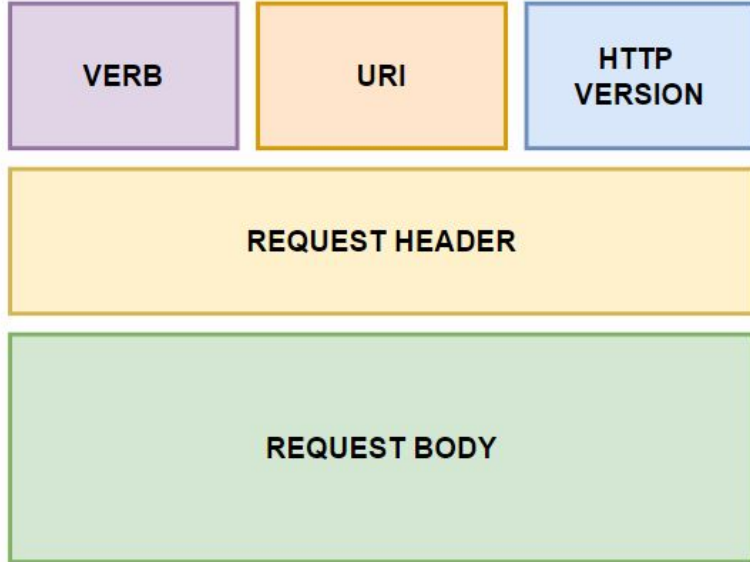 VERB
URI
HTTP
VERSION
REQUEST HEADER
REQUEST BODY